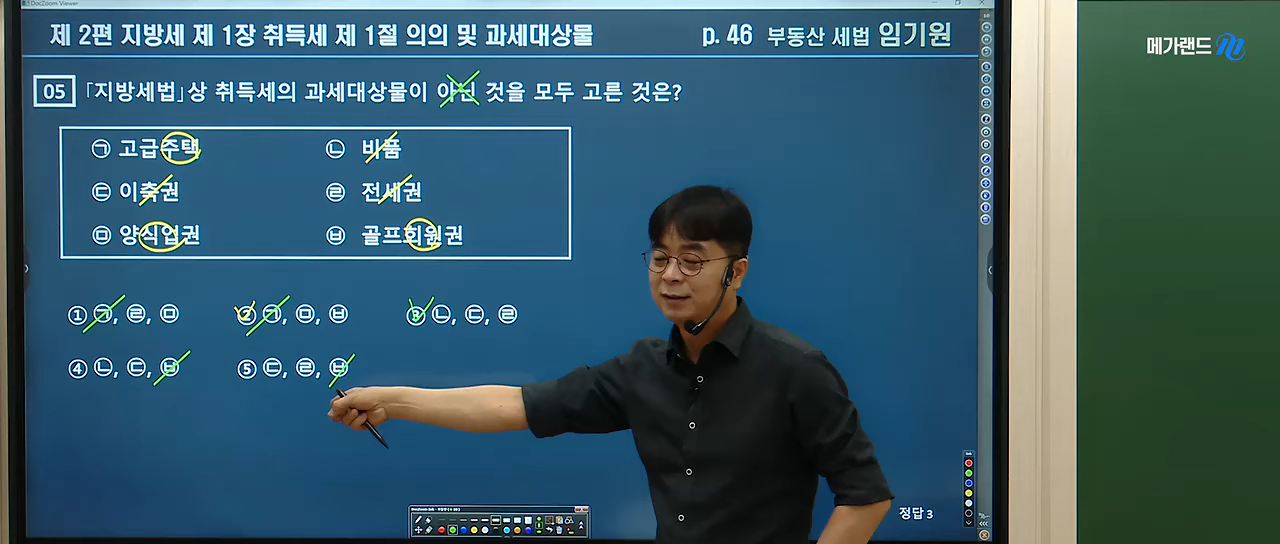 DocZoom Viewer
제 2편 지방세 제 1장 취득세 제 1절 의의 및 과세대상물 p. 46 부동산 세법 임기원
메가랜드
05 「지방세법」상 취득세의 과세대상물이 아닌 것을 모두 고른 것은?
㉠ 고급주택 ㉡ 비품
㉢ 이축권 ㉣ 전세권
㉤ 양식업권 ㉥ 골프회원권
① ㉠, ㉣, ㉤ ② ㉠, ㉤, ㉥ ③ ㉡, ㉢, ㉣
④ ㉡, ㉢, ㉥ ⑤ ㉢, ㉣, ㉥
정답 3